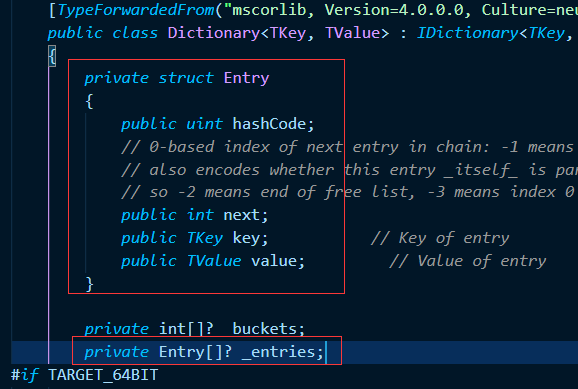 [TypeForwardedFrom("mscorlib, Version=4.0.0.0, Culture=neu
public class Dictionary<TKey, TValue> : IDictionary<TKey,
{
private struct Entry
{
public uint hashCode;
// 0-based index of next entry in chain: -1 means
// also encodes whether this entry _itself_ is par
// so -2 means end of free list, -3 means index 0
public int next;
public TKey key; // Key of entry
public TValue value; // Value of entry
}
private int[]? _buckets;
private Entry[]? _entries;
#if TARGET_64BIT